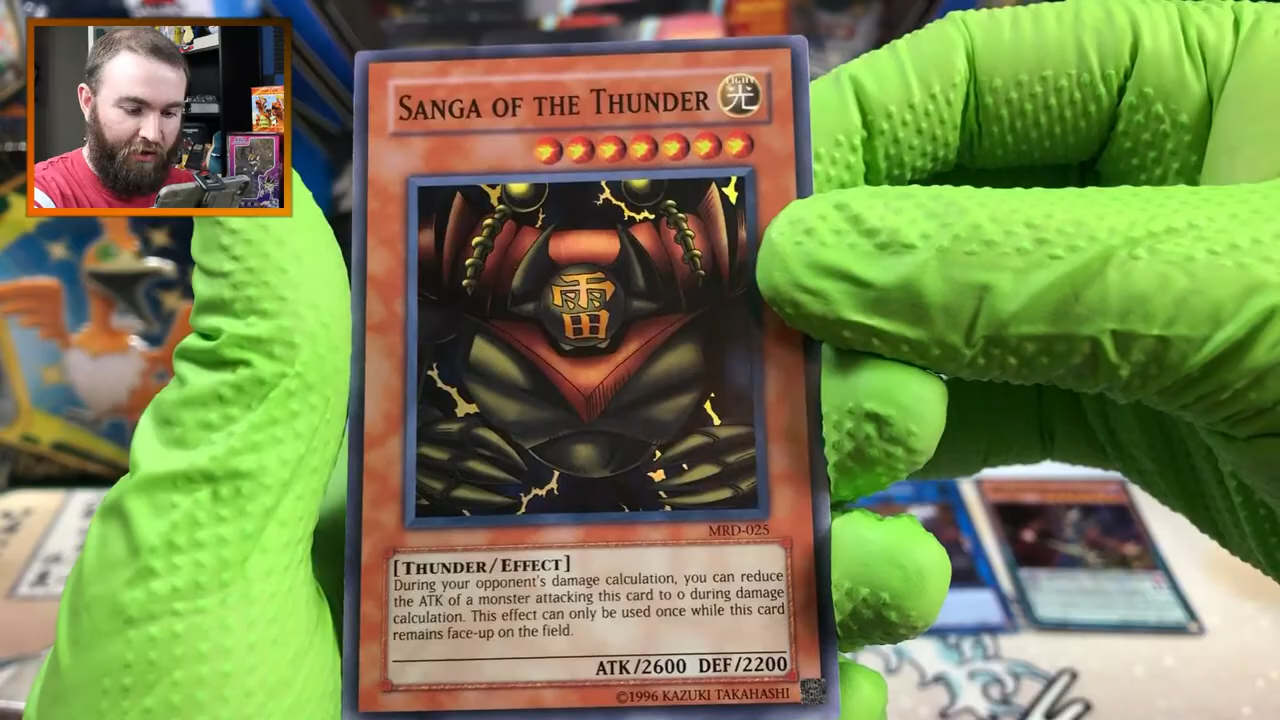 SANGA OF THE THUNDER
LIGHT
光
雷
MRD-025
[THUNDER/EFFECT]
During your opponent's damage calculation, you can reduce
the ATK of a monster attacking this card to 0 during damage
calculation. This effect can only be used once while this card
remains face-up on the field.
ATK/2600 DEF/2200
©1996 KAZUKI TAKAHASHI